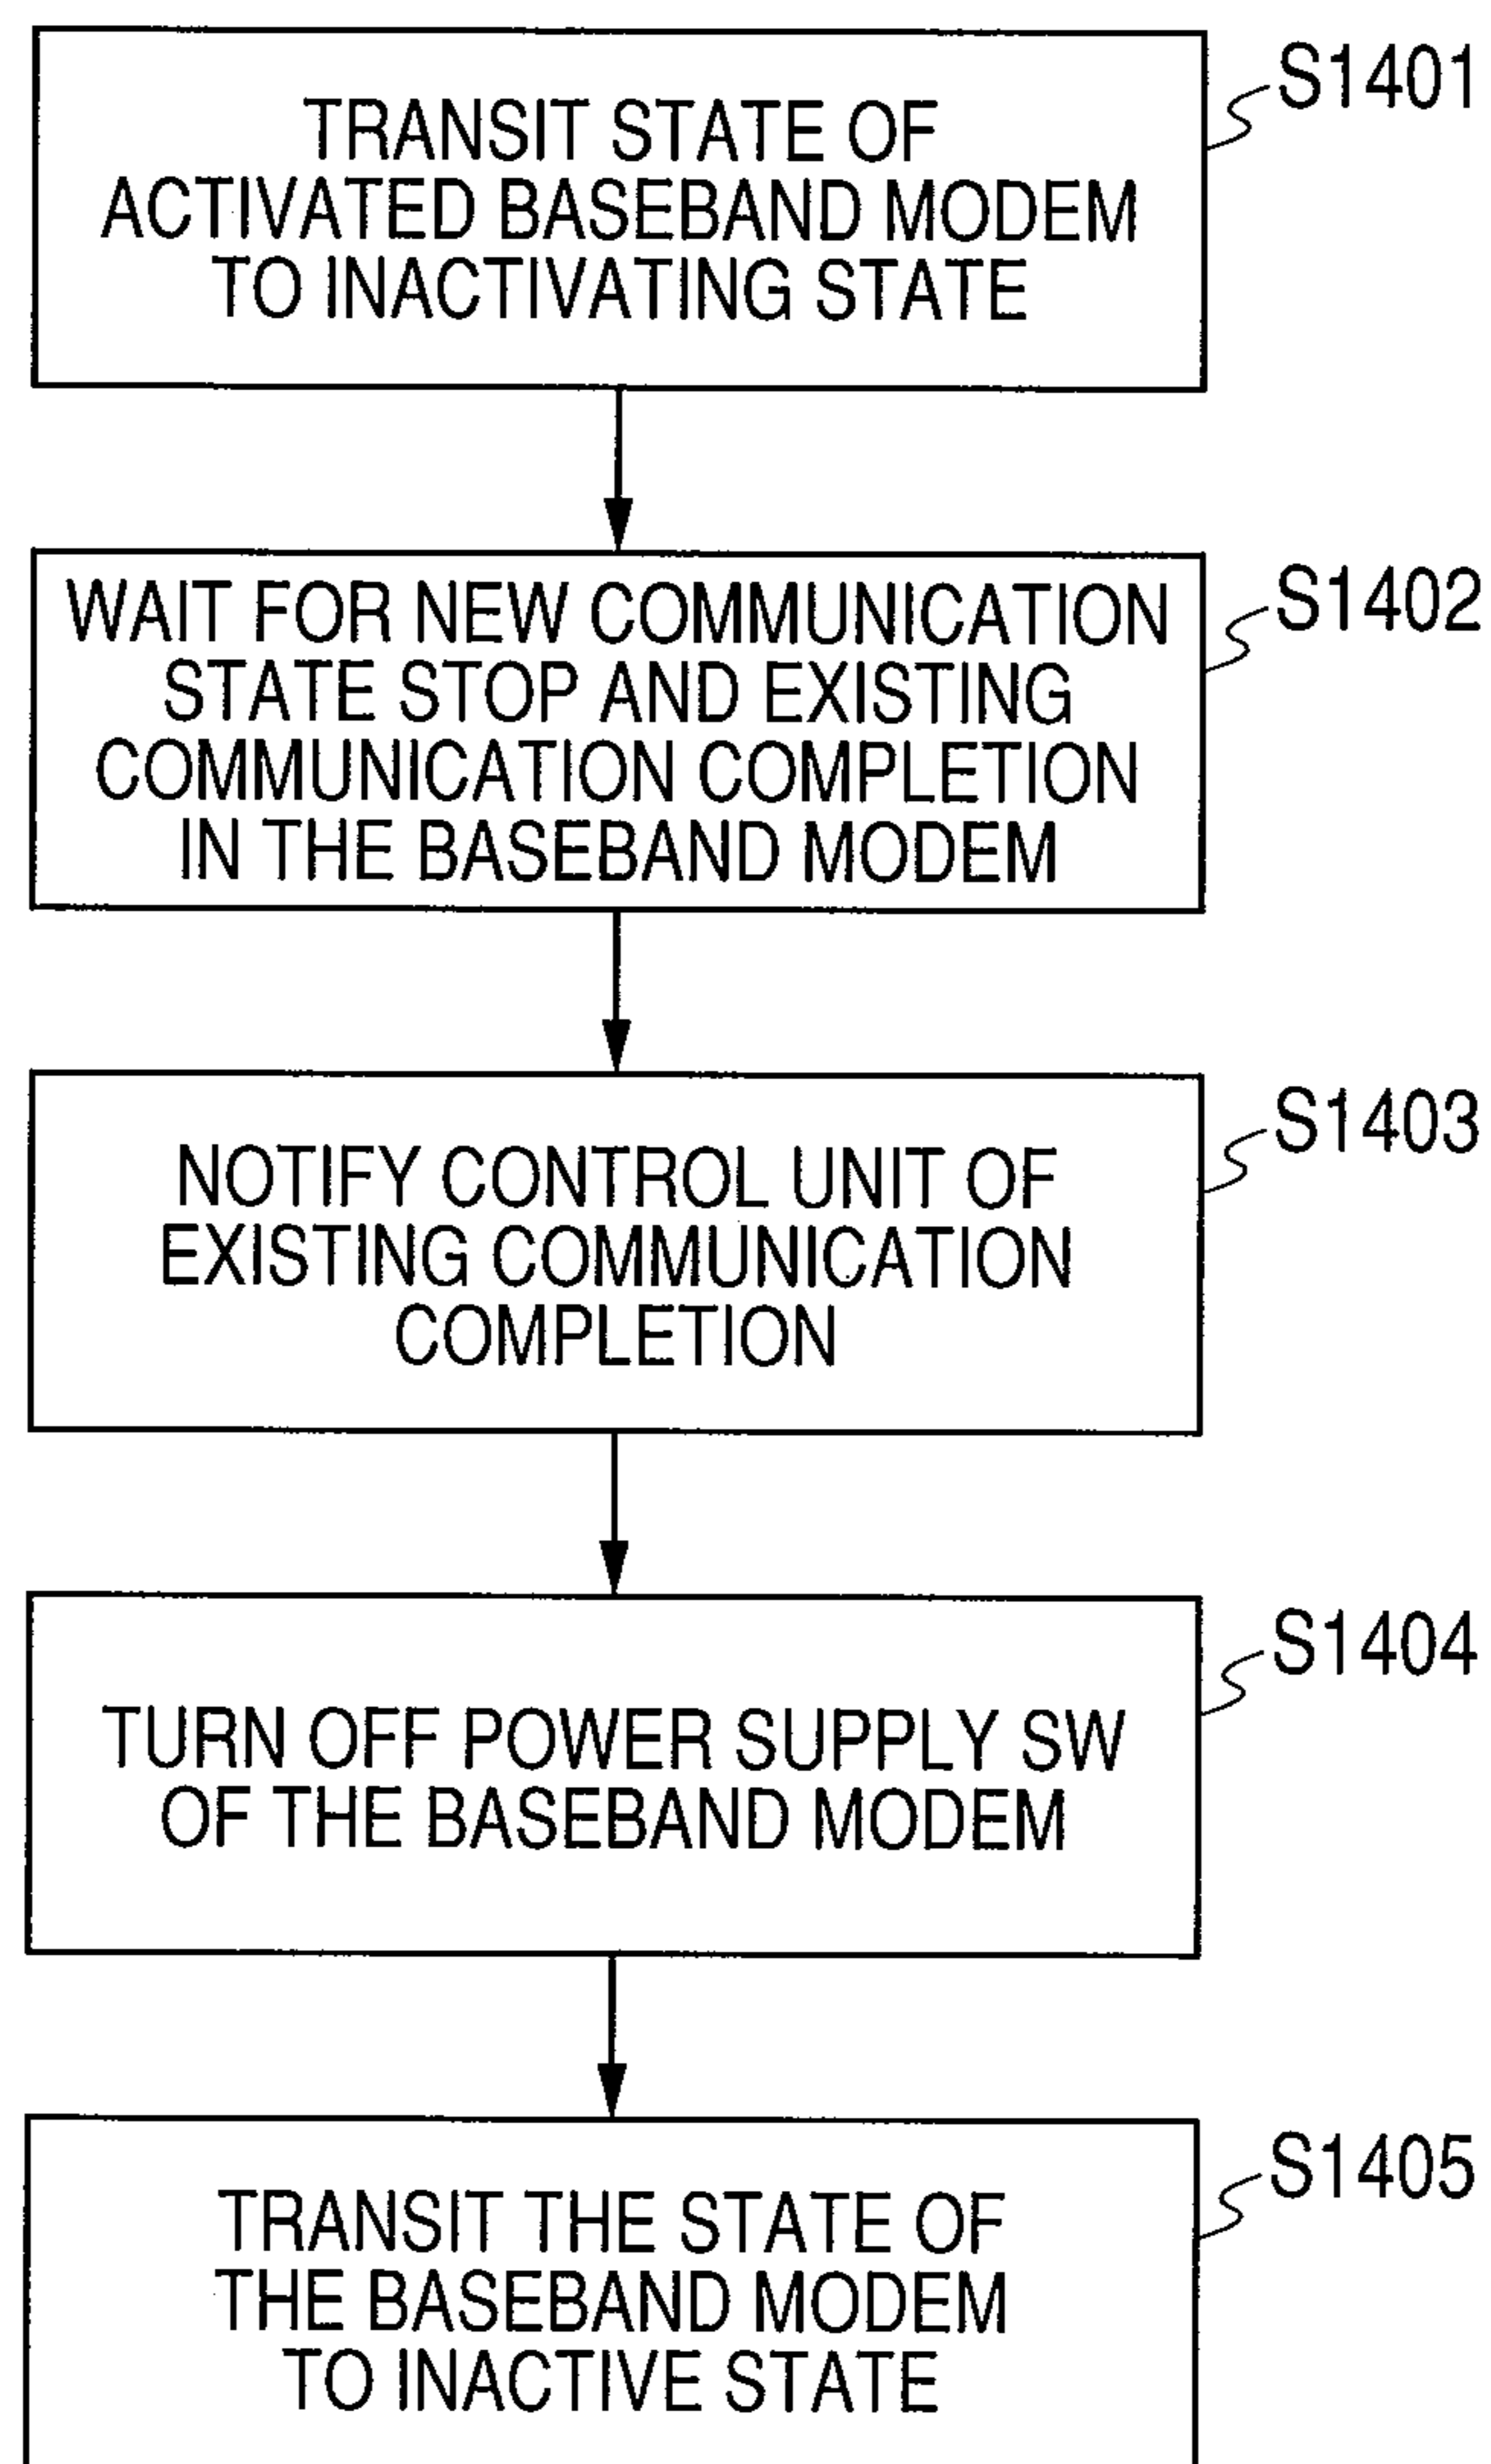 TRANSIT STATE OF
ACTIVATED BASEBAND MODEM
TO INACTIVATING STATE
S1401
WAIT FOR NEW COMMUNICATION
STATE STOP AND EXISTING
COMMUNICATION COMPLETION
IN THE BASEBAND MODEM
S1402
NOTIFY CONTROL UNIT OF
EXISTING COMMUNICATION
COMPLETION
S1403
TURN OFF POWER SUPPLY SW
OF THE BASEBAND MODEM
S1404
TRANSIT THE STATE OF
THE BASEBAND MODEM
TO INACTIVE STATE
S1405